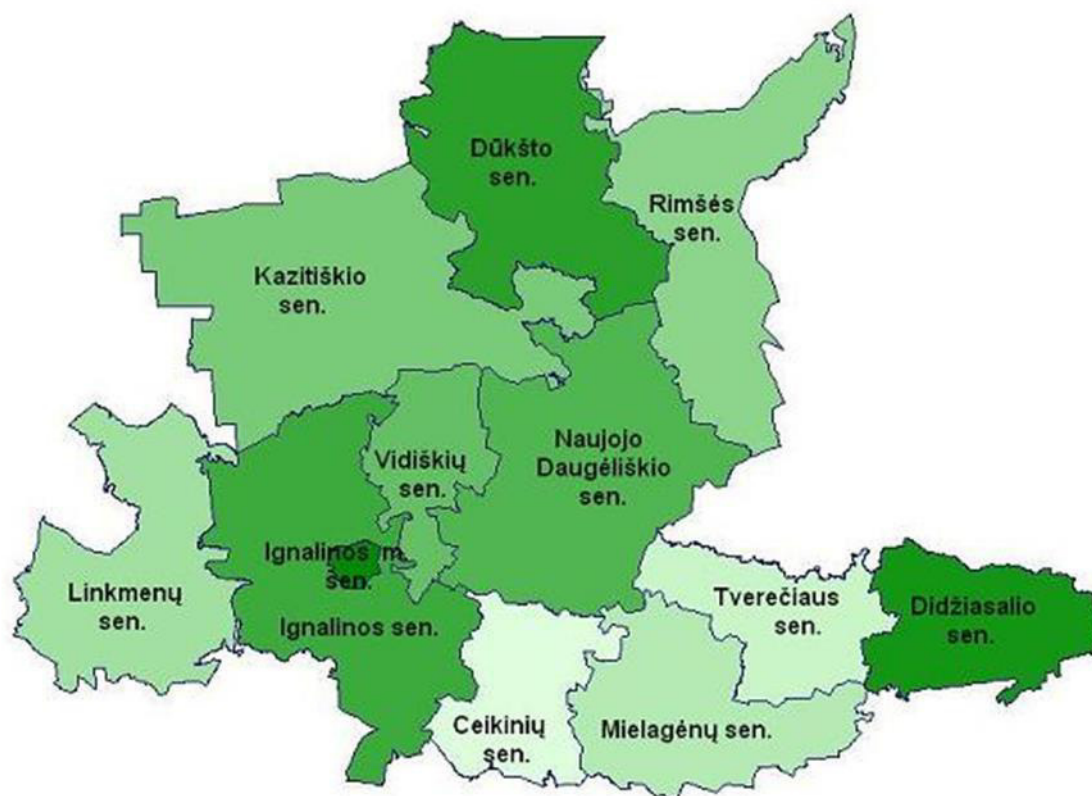 Dūkšto
sen.
Rimšės
sen.
Kazitiškio
sen.
Naujojo
Daugėliškio
sen.
Vidiškių
sen.
Ignalinos m.
sen.
Ignalinos sen.
Linkmenų
sen.
Tverečiaus
sen.
Didžiasalio
sen.
Ceikinių
sen.
Mielagėnų sen.